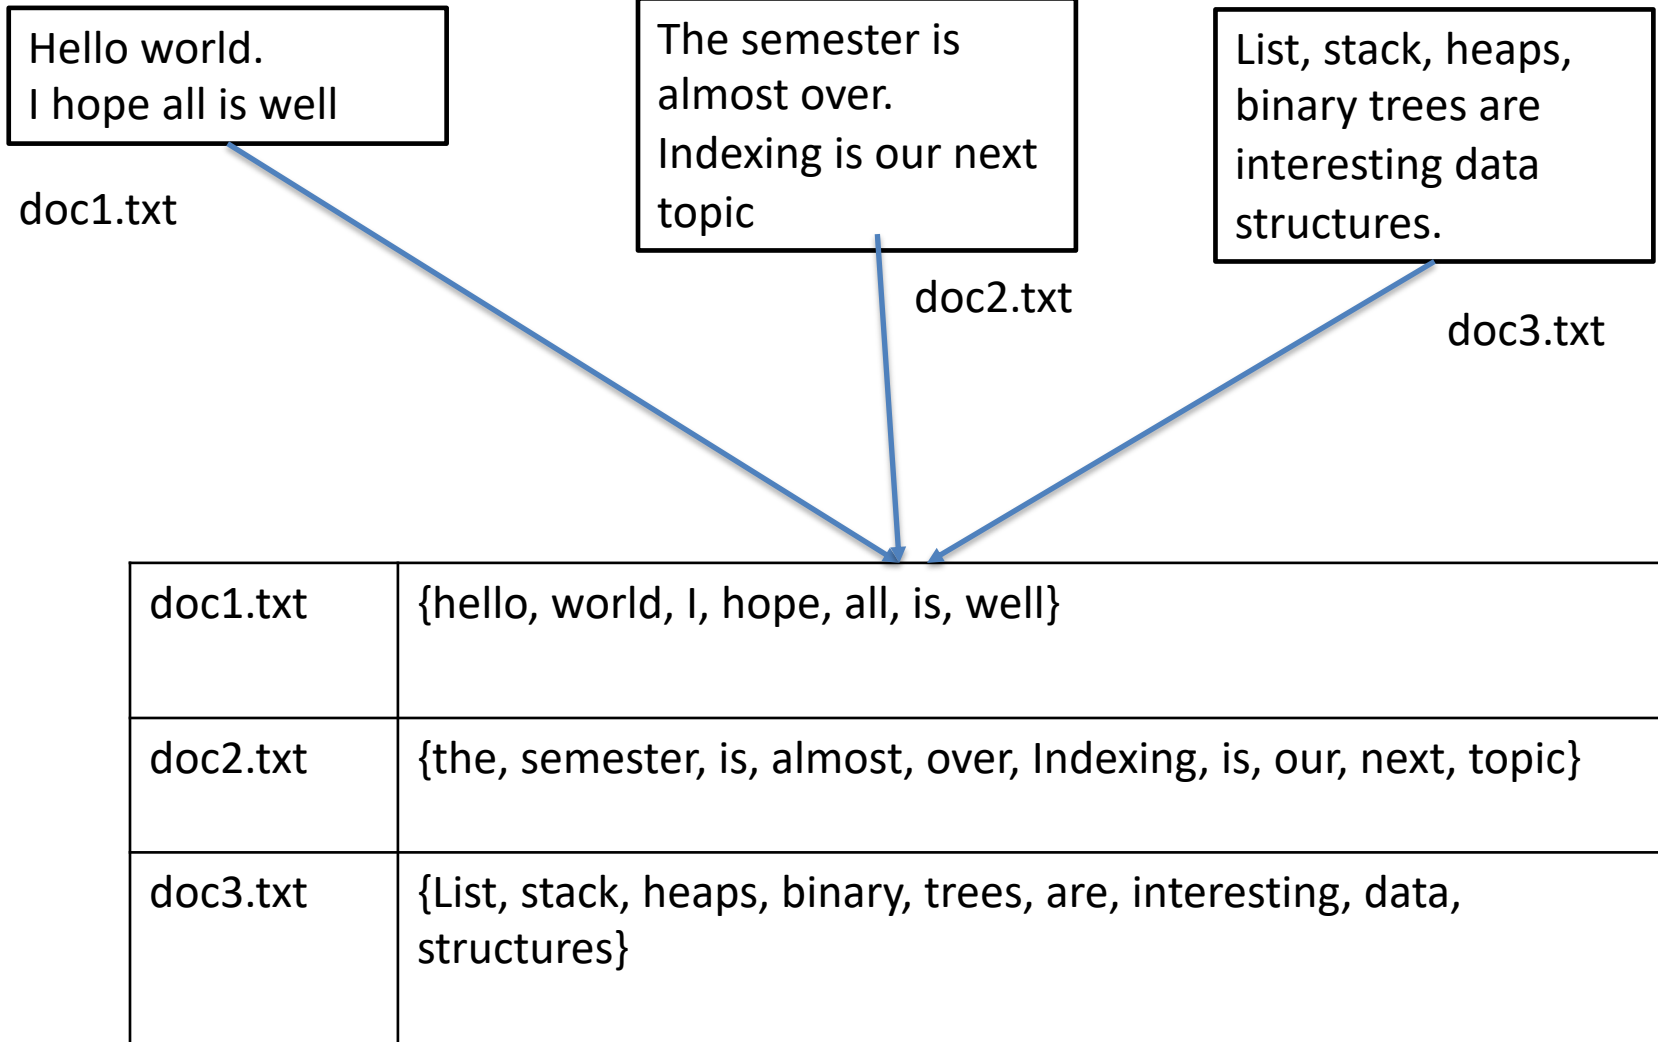 Hello world.
I hope all is well
doc1.txt
The semester is
almost over.
Indexing is our next
topic
doc2.txt
List, stack, heaps,
binary trees are
interesting data
structures.
doc3.txt
doc1.txt
{hello, world, I, hope, all, is, well}
doc2.txt
{the, semester, is, almost, over, Indexing, is, our, next, topic}
doc3.txt
{List, stack, heaps, binary, trees, are, interesting, data,
structures}